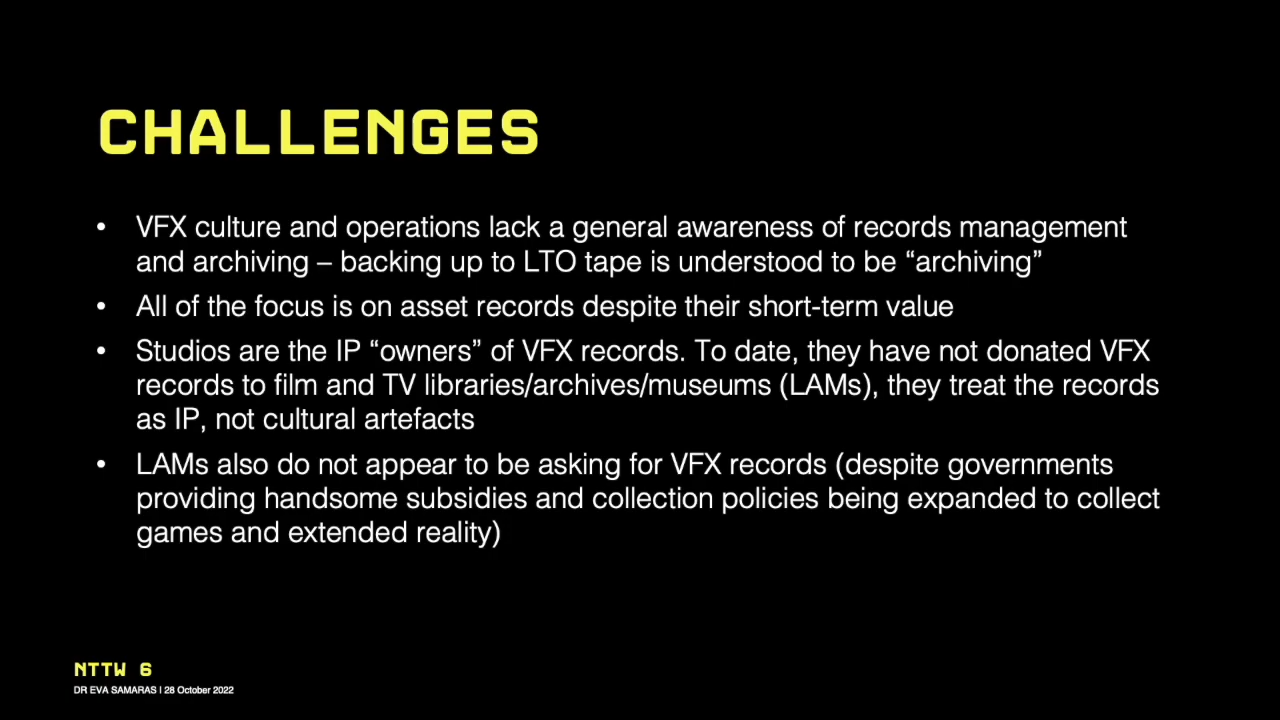 CHALLENGES
• VFX culture and operations lack a general awareness of records management
and archiving – backing up to LTO tape is understood to be “archiving”
• All of the focus is on asset records despite their short-term value
• Studios are the IP “owners” of VFX records. To date, they have not donated VFX
records to film and TV libraries/archives/museums (LAMs), they treat the records
as IP, not cultural artefacts
• LAMs also do not appear to be asking for VFX records (despite governments
providing handsome subsidies and collection policies being expanded to collect
games and extended reality)
NTTW 6
DR EVA SAMARAS | 28 October 2022